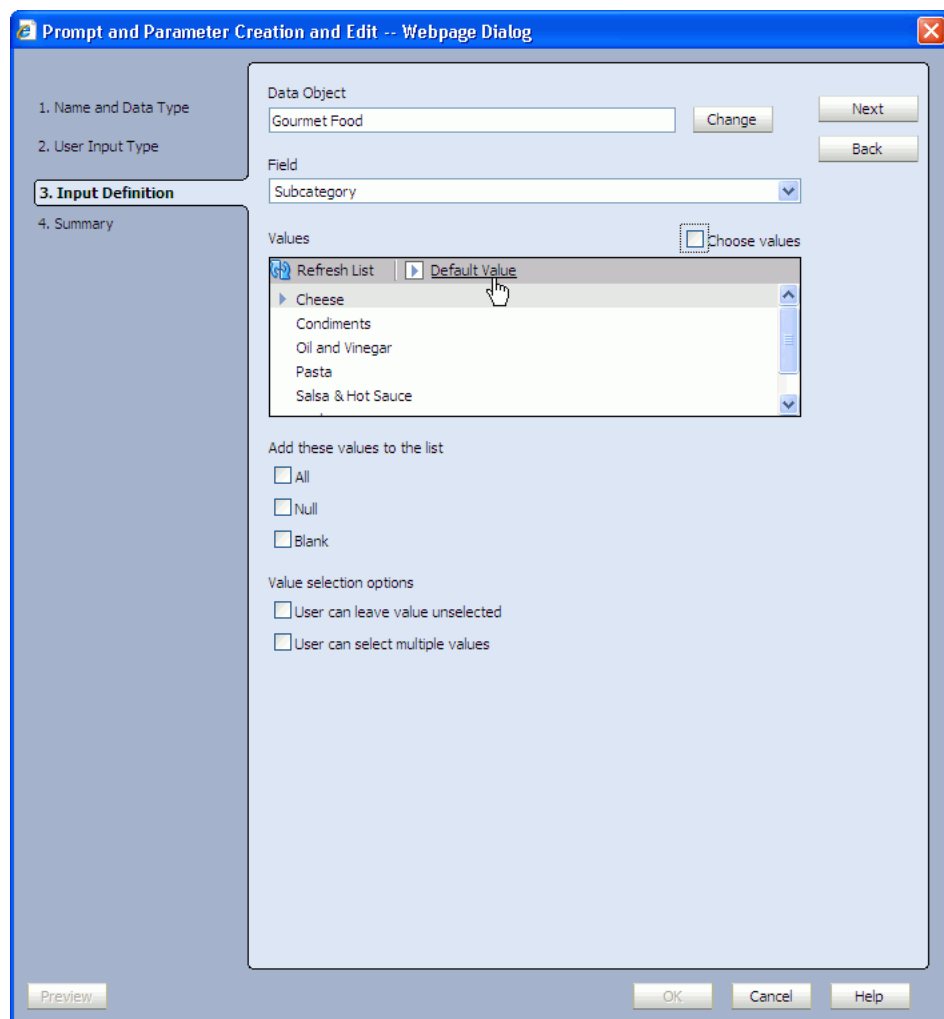 Prompt and Parameter Creation and Edit -- Webpage Dialog
1. Name and Data Type
2. User Input Type
3. Input Definition
4. Summary
Data Object
Gourmet Food
Change
Next
Back
Field
Subcategory
Values
Choose values
Refresh List
Default Value
Cheese
Condiments
Oil and Vinegar
Pasta
Salsa & Hot Sauce
Add these values to the list
All
Null
Blank
Value selection options
User can leave value unselected
User can select multiple values
Preview
OK
Cancel
Help